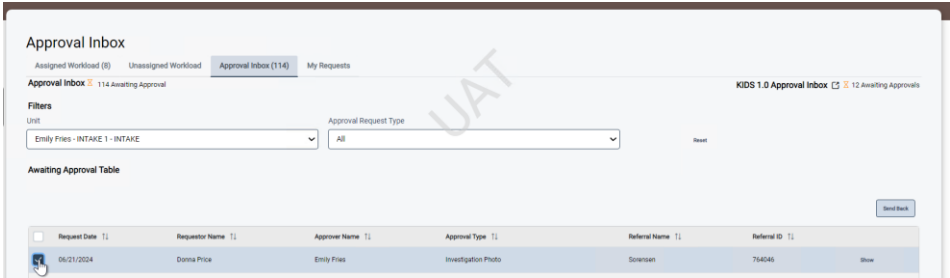 Approval Inbox
Assigned Workload (8) Unassigned Workload Approval Inbox (114) My Requests
Approval Inbox 114 Awaiting Approval KIDS 1.0 Approval Inbox 12 Awaiting Approvals
UAT
Filters
Unit Approval Request Type
Emily Fries - INTAKE 1 - INTAKE All Reset
Awaiting Approval Table
Send Back
Request Date Requestor Name Approver Name Approval Type Referral Name Referral ID
06/21/2024 Donna Price Emily Fries Investigation Photo Sorensen 764046 Show